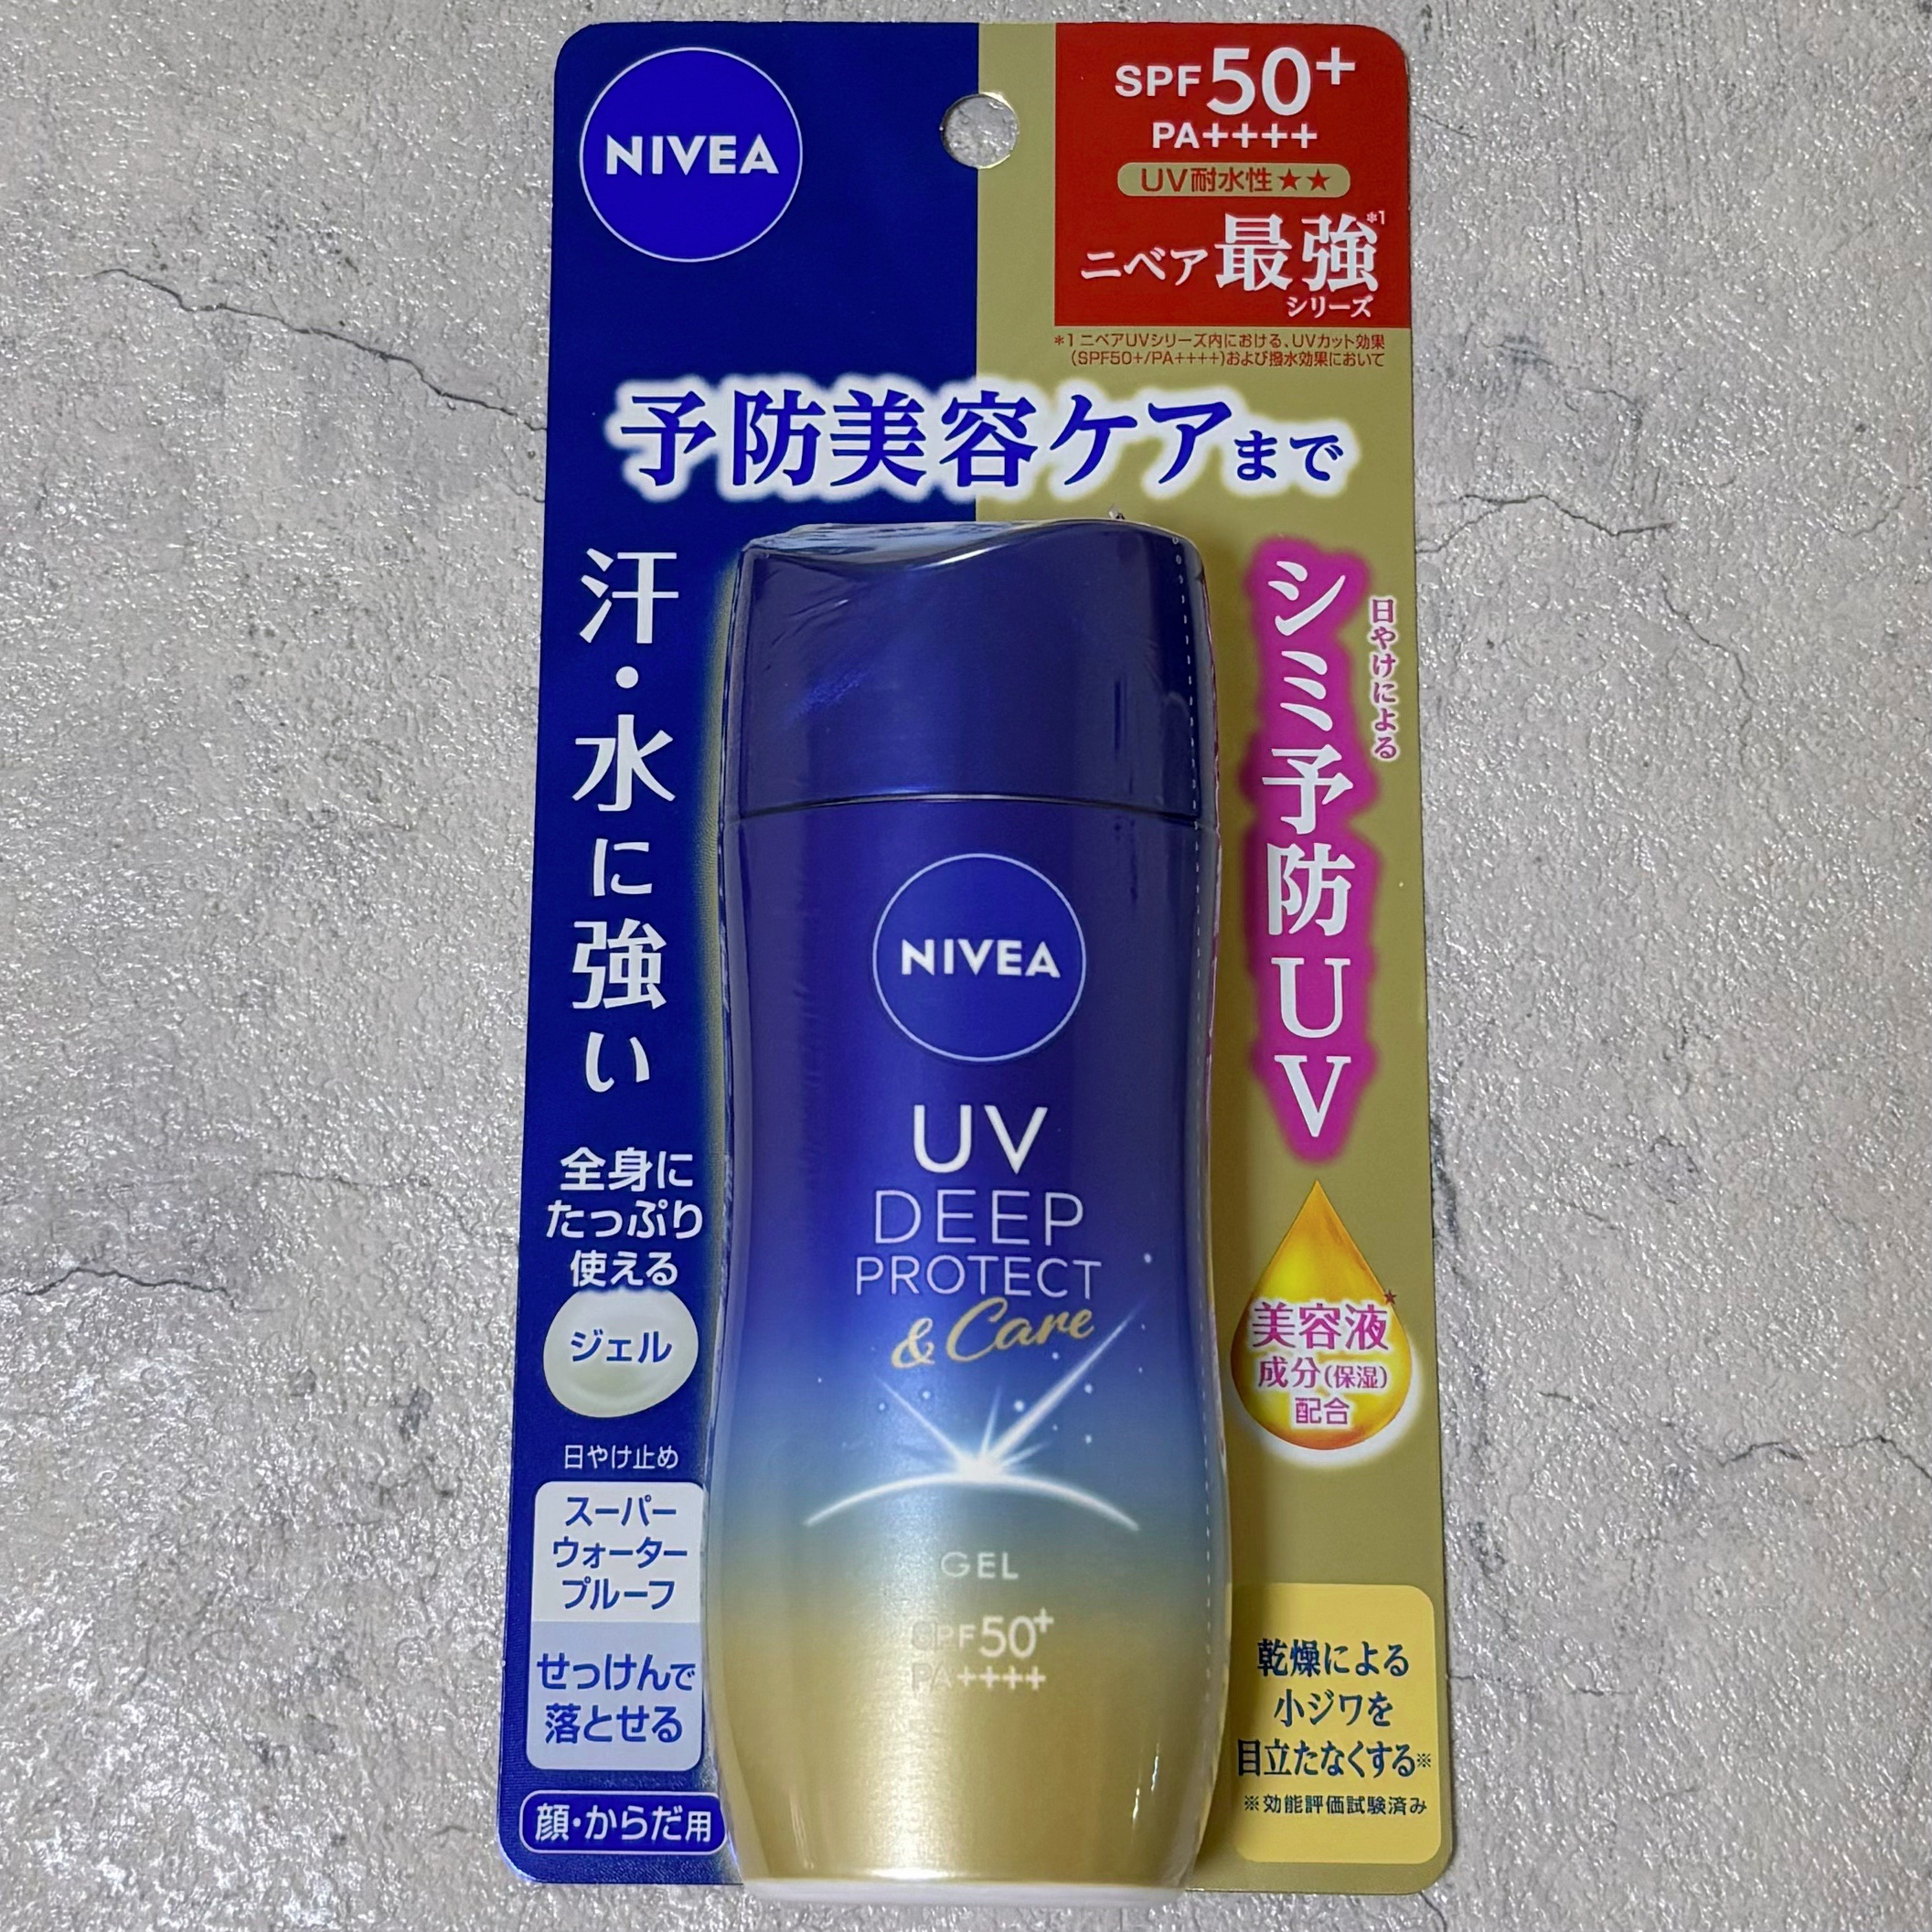 NIVEA
SPF50+
PA++++
UV耐水性★★
ニベア最強*1
シリーズ
*1 ニベアUVシリーズ内における、UVカット効果
(SPF50+/PA++++)および撥水効果において
予防美容ケアまで
汗・水に強い
日やけによる
シミ予防UV
全身に
たっぷり
使える
ジェル
日やけ止め
スーパー
ウォーター
プルーフ
せっけんで
落とせる
顔・からだ用
NIVEA
UV
DEEP
PROTECT
& Care
GEL
SPF50+
PA++++
美容液★
成分(保湿)
配合
乾燥による
小ジワを
目立たなくする※
※効能評価試験済み